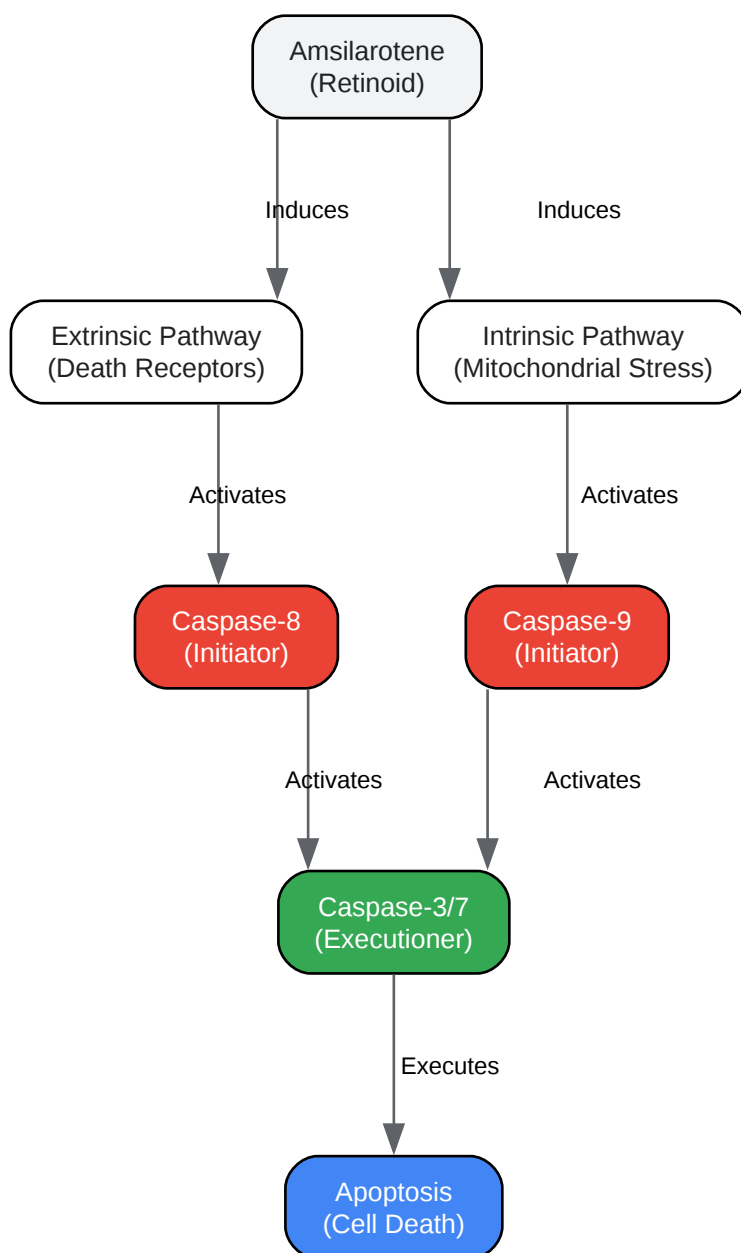 Amsilarotene
(Retinoid)
Induces
Induces
Extrinsic Pathway
(Death Receptors)
Intrinsic Pathway
(Mitochondrial Stress)
Activates
Activates
Caspase-8
(Initiator)
Caspase-9
(Initiator)
Activates
Activates
Caspase-3/7
(Executioner)
Executes
Apoptosis
(Cell Death)